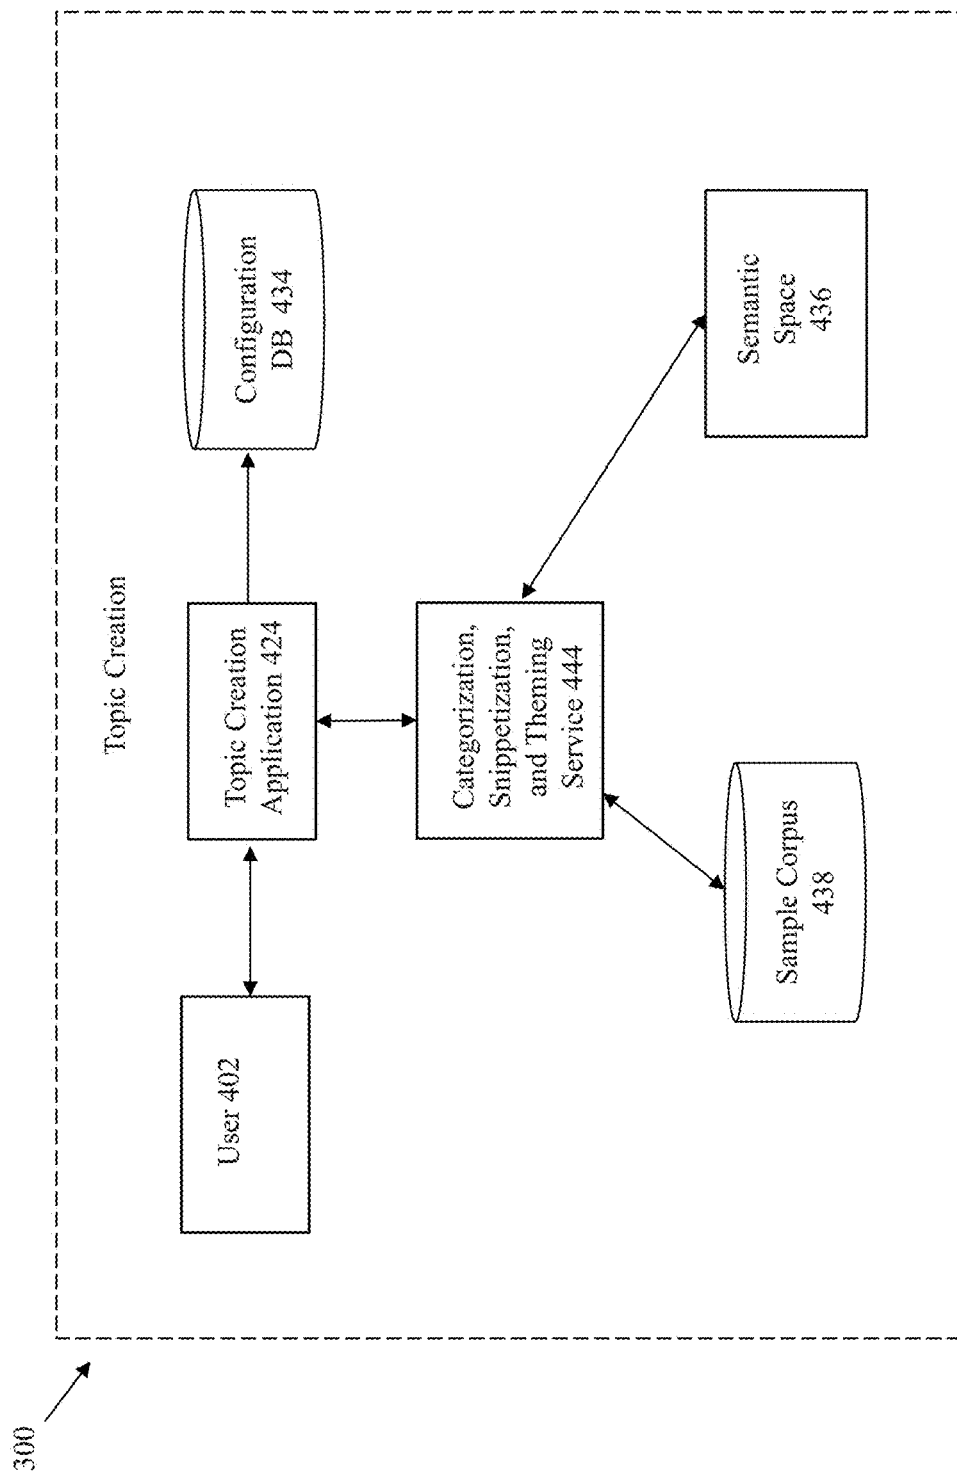 300
Topic Creation
User 402
Topic Creation
Application 424
Configuration
DB 434
Categorization,
Snippetization,
and Theming
Service 444
Sample Corpus
438
Semantic
Space
436